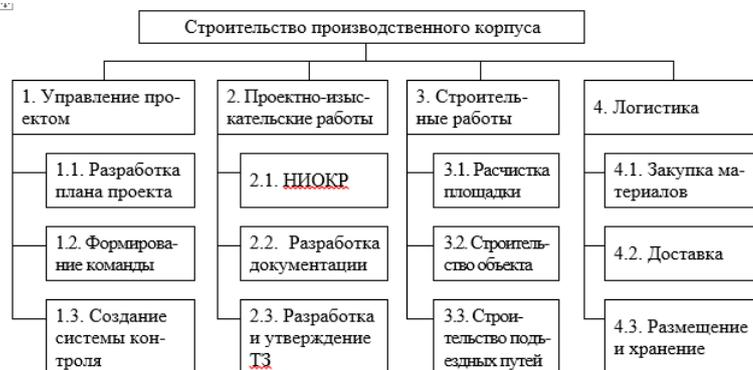 Строительство производственного корпуса
1. Управление про-
ектом
2. Проектно-изыс-
кательские работы
3. Строитель-
ные работы
4. Логистика
1.1. Разработка
плана проекта
2.1. НИОКР
3.1. Расчистка
площадки
4.1. Закупка ма-
териалов
1.2. Формирова-
ние команды
2.2. Разработка
документации
3.2. Строитель-
ство объекта
4.2. Доставка
1.3. Создание
системы кон-
троля
2.3. Разработка
и утверждение
ТЗ
3.3. Строи-
тельство подъ-
ездных путей
4.3. Размещение
и хранение